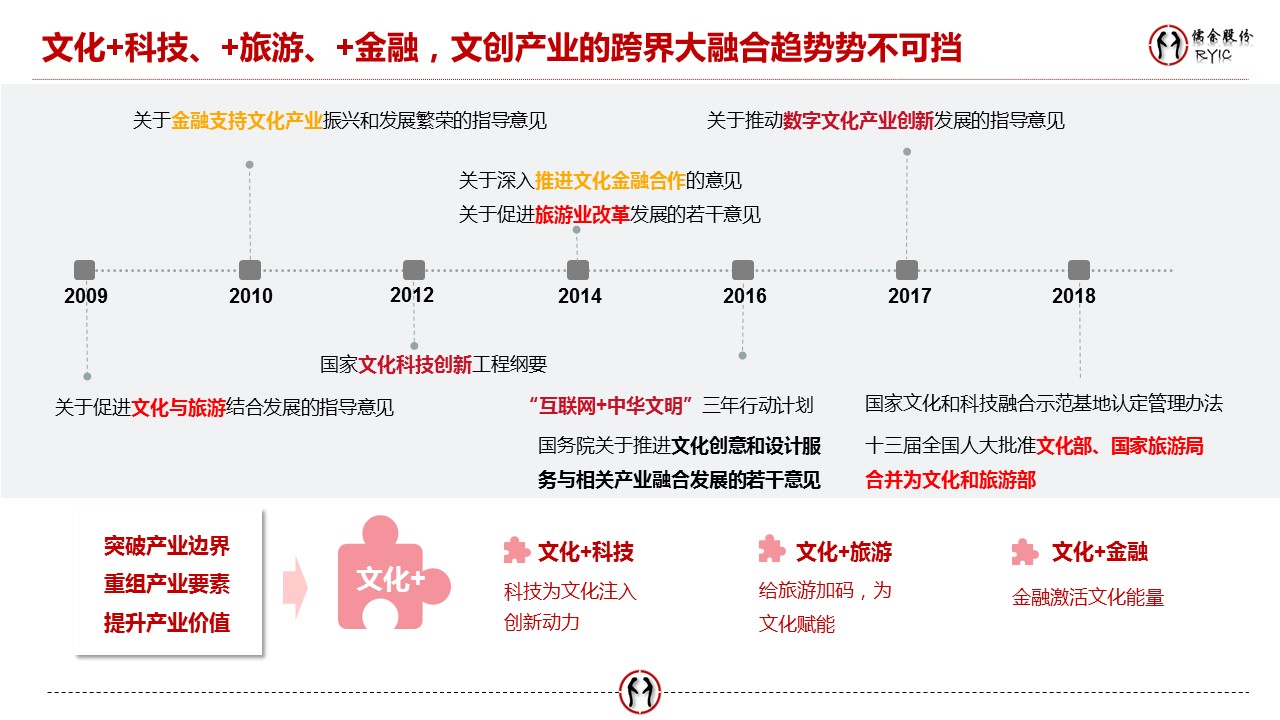 文化+科技、+旅游、+金融，文创产业的跨界大融合趋势势不可挡
儒余股份
RYIC
关于金融支持文化产业振兴和发展繁荣的指导意见
关于推动数字文化产业创新发展的指导意见
关于深入推进文化金融合作的意见
关于促进旅游业改革发展的若干意见
2009
2010
2012
2014
2016
2017
2018
国家文化科技创新工程纲要
关于促进文化与旅游结合发展的指导意见
“互联网+中华文明”三年行动计划
国务院关于推进文化创意和设计服
务与相关产业融合发展的若干意见
国家文化和科技融合示范基地认定管理办法
十三届全国人大批准文化部、国家旅游局
合并为文化和旅游部
突破产业边界
重组产业要素
提升产业价值
文化+
文化+科技
科技为文化注入
创新动力
文化+旅游
给旅游加码，为
文化赋能
文化+金融
金融激活文化能量